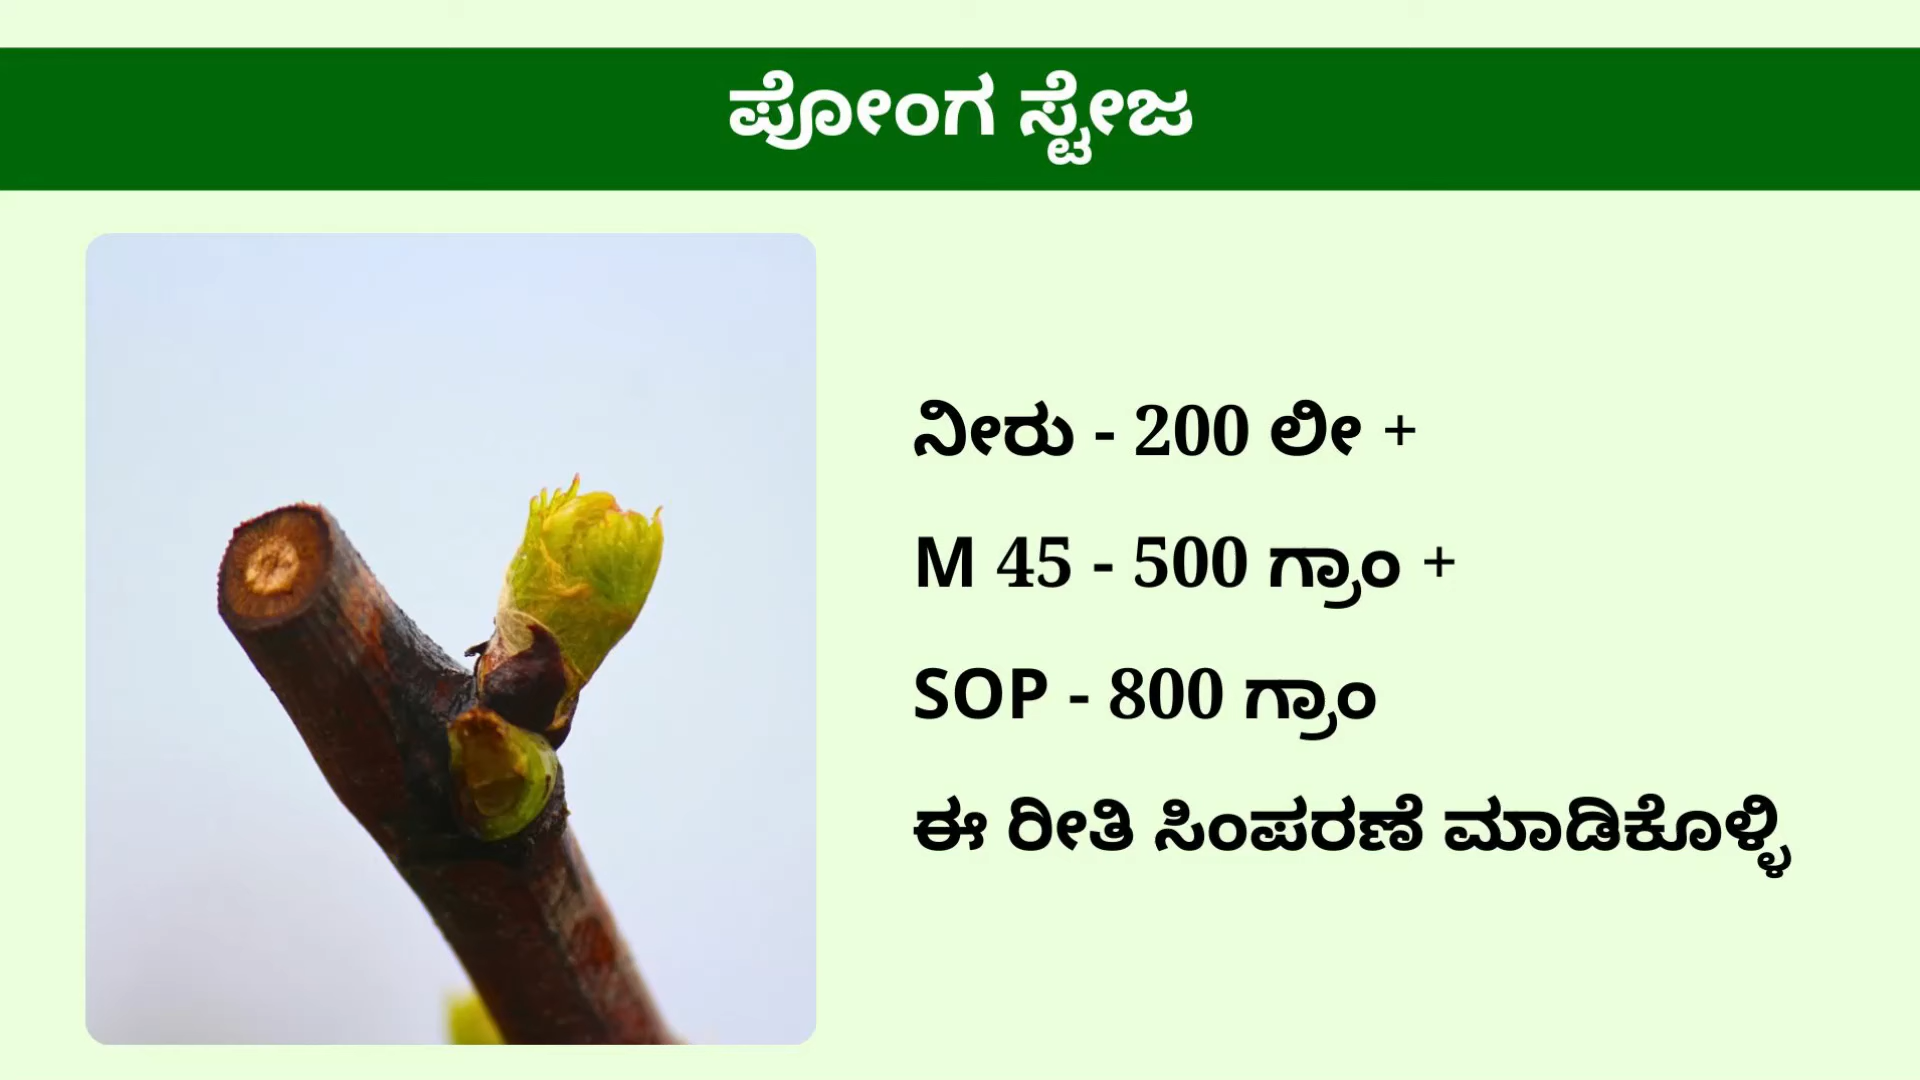 ಪೋಂಗ ಸ್ಟೇಜ
ನೀರು - 200 ಲೀ +
M 45 - 500 ಗ್ರಾಂ +
SOP - 800 ಗ್ರಾಂ
ಈ ರೀತಿ ಸಿಂಪರಣೆ ಮಾಡಿಕೊಳ್ಳಿ